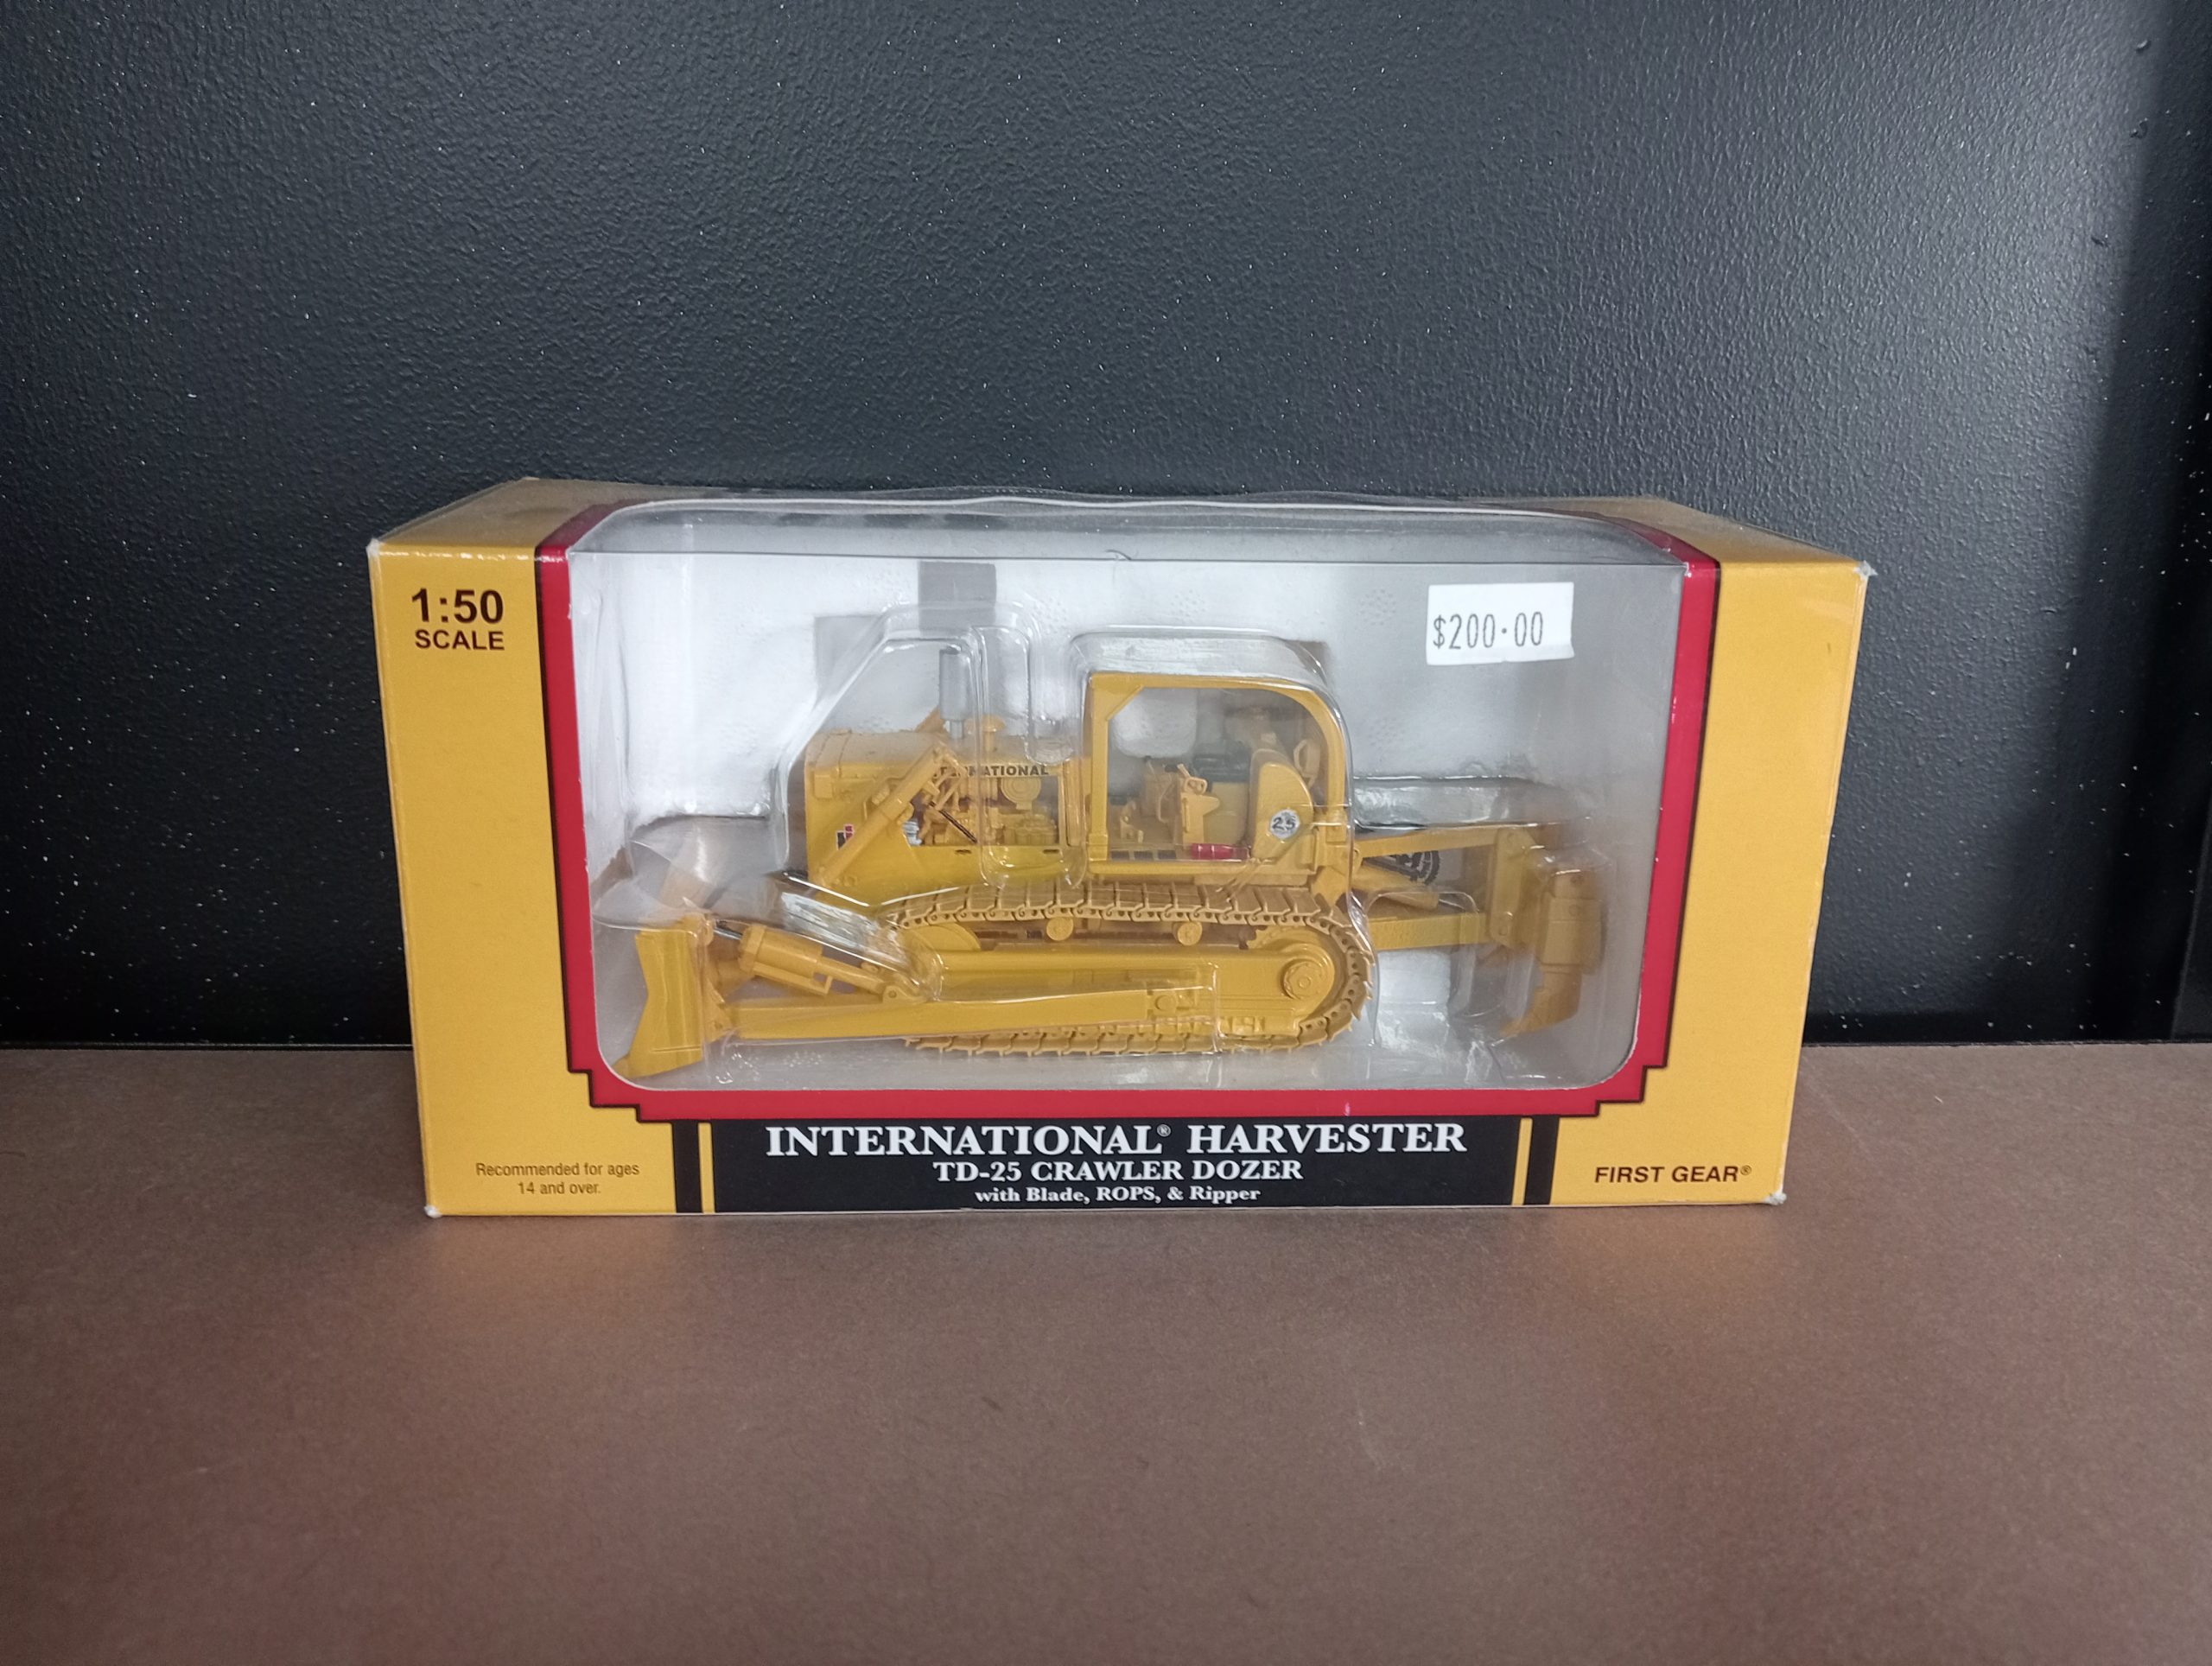 1:50
SCALE
$200.00
NATIONAL
25
INTERNATIONAL® HARVESTER
TD-25 CRAWLER DOZER
with Blade, ROPS, & Ripper
Recommended for ages
14 and over.
FIRST GEAR®